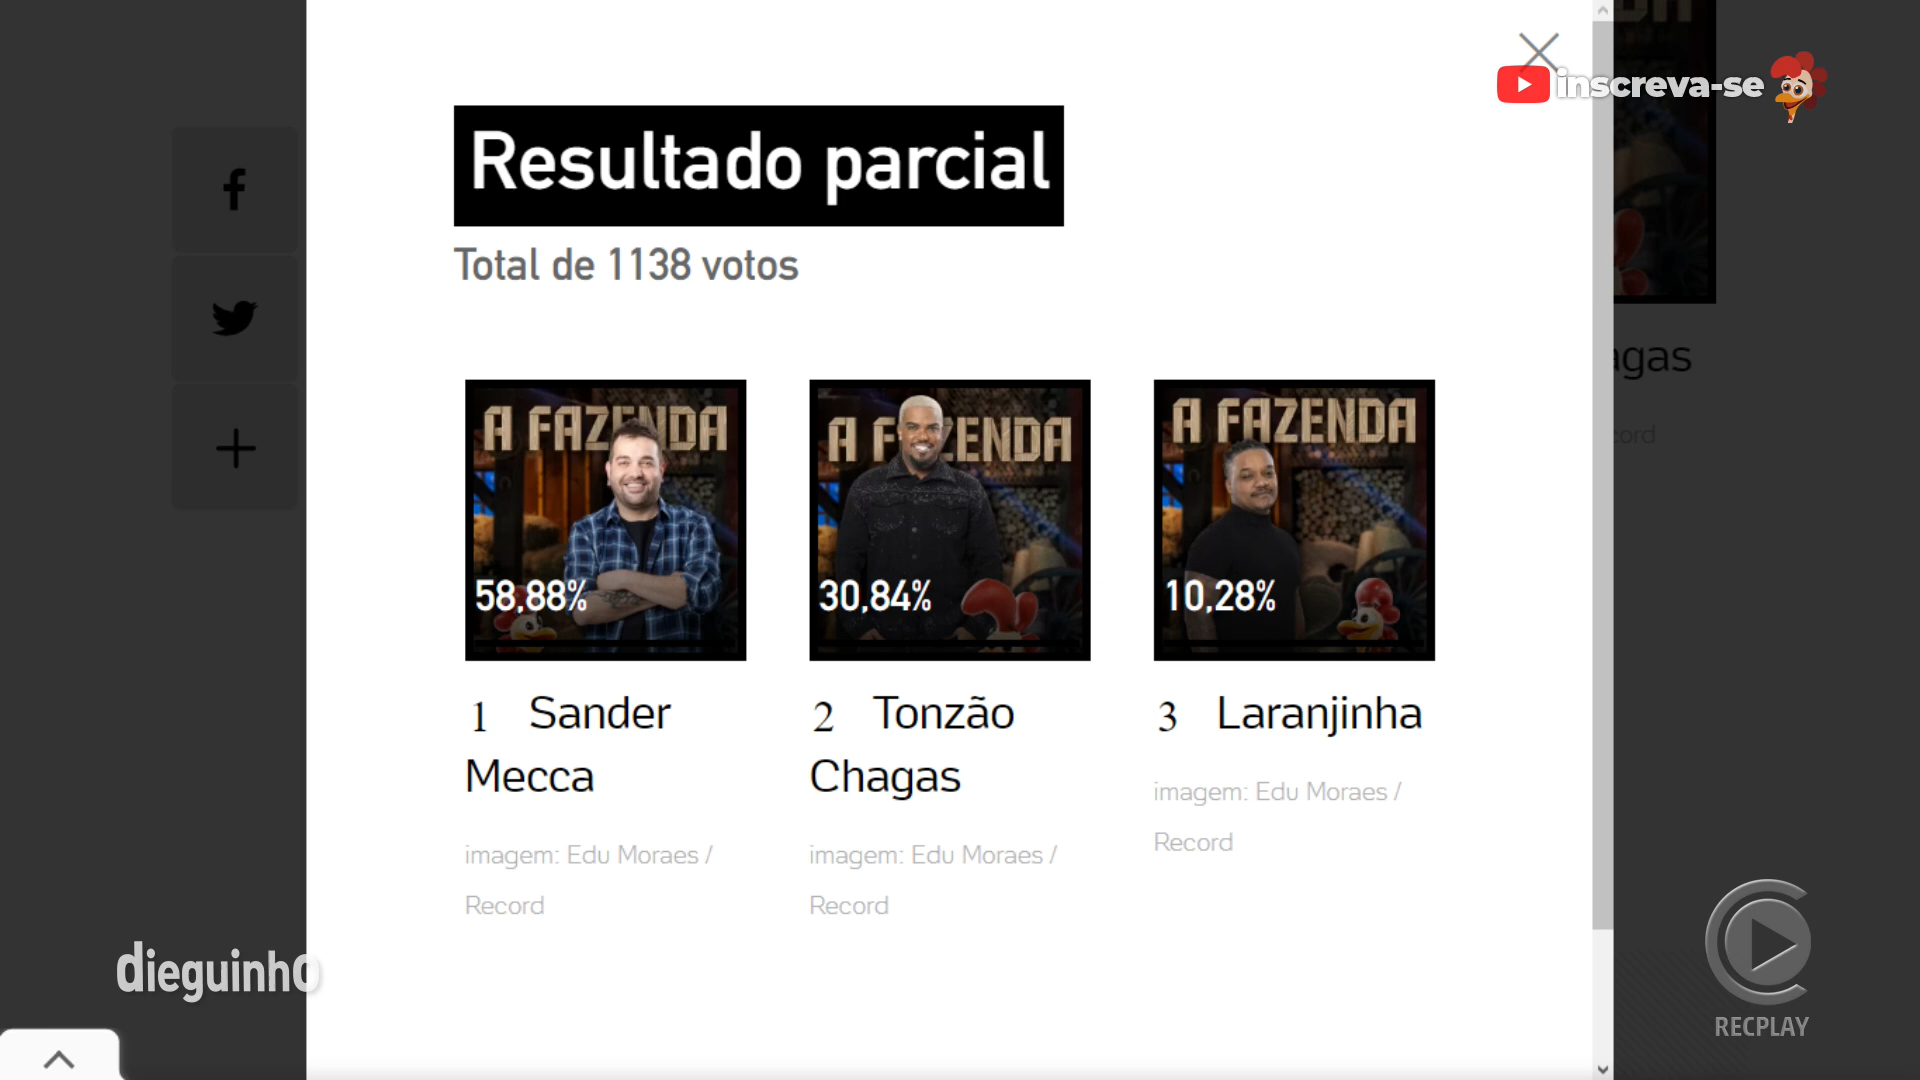 inscreva-se
Resultado parcial
Total de 1138 votos
A FAZENDA
58,88%
1 Sander
Mecca
imagem: Edu Moraes /
Record
A FAZENDA
30,84%
2 Tonzão
Chagas
imagem: Edu Moraes /
Record
A FAZENDA
10,28%
3 Laranjinha
imagem: Edu Moraes /
Record
agas
cord
dieguinho
RECPLAY